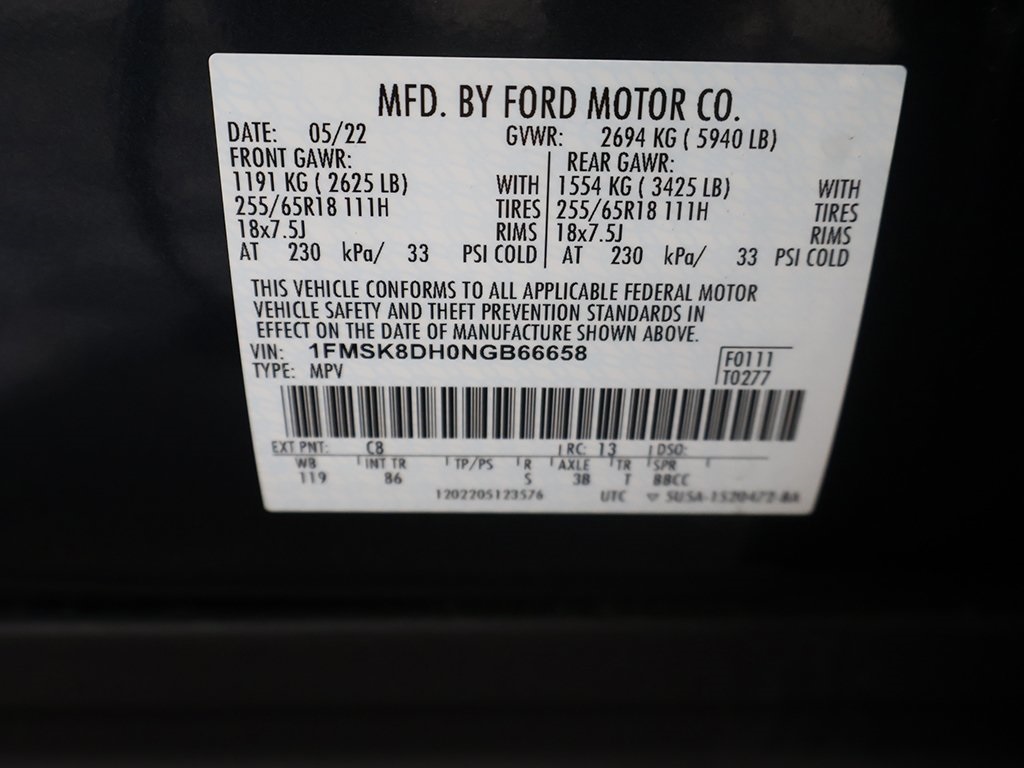 MFD. BY FORD MOTOR CO.
DATE: 05/22 GVWR: 2694 KG ( 5940 LB)
FRONT GAWR: REAR GAWR:
1191 KG ( 2625 LB) WITH 1554 KG ( 3425 LB) WITH
255/65R18 111H TIRES 255/65R18 111H TIRES
18x7.5J RIMS 18x7.5J RIMS
AT 230 kPa/ 33 PSI COLD AT 230 kPa/ 33 PSI COLD
THIS VEHICLE CONFORMS TO ALL APPLICABLE FEDERAL MOTOR
VEHICLE SAFETY AND THEFT PREVENTION STANDARDS IN
EFFECT ON THE DATE OF MANUFACTURE SHOWN ABOVE.
VIN: 1FMSK8DH0NGB66658 F0111
TYPE: MPV T0277
EXT PNT: C8 RC: 13 DSO:
WB INT TR TP/PS R AXLE TR SPR
119 86 S 3B T BBCC
1202205123576 UTC